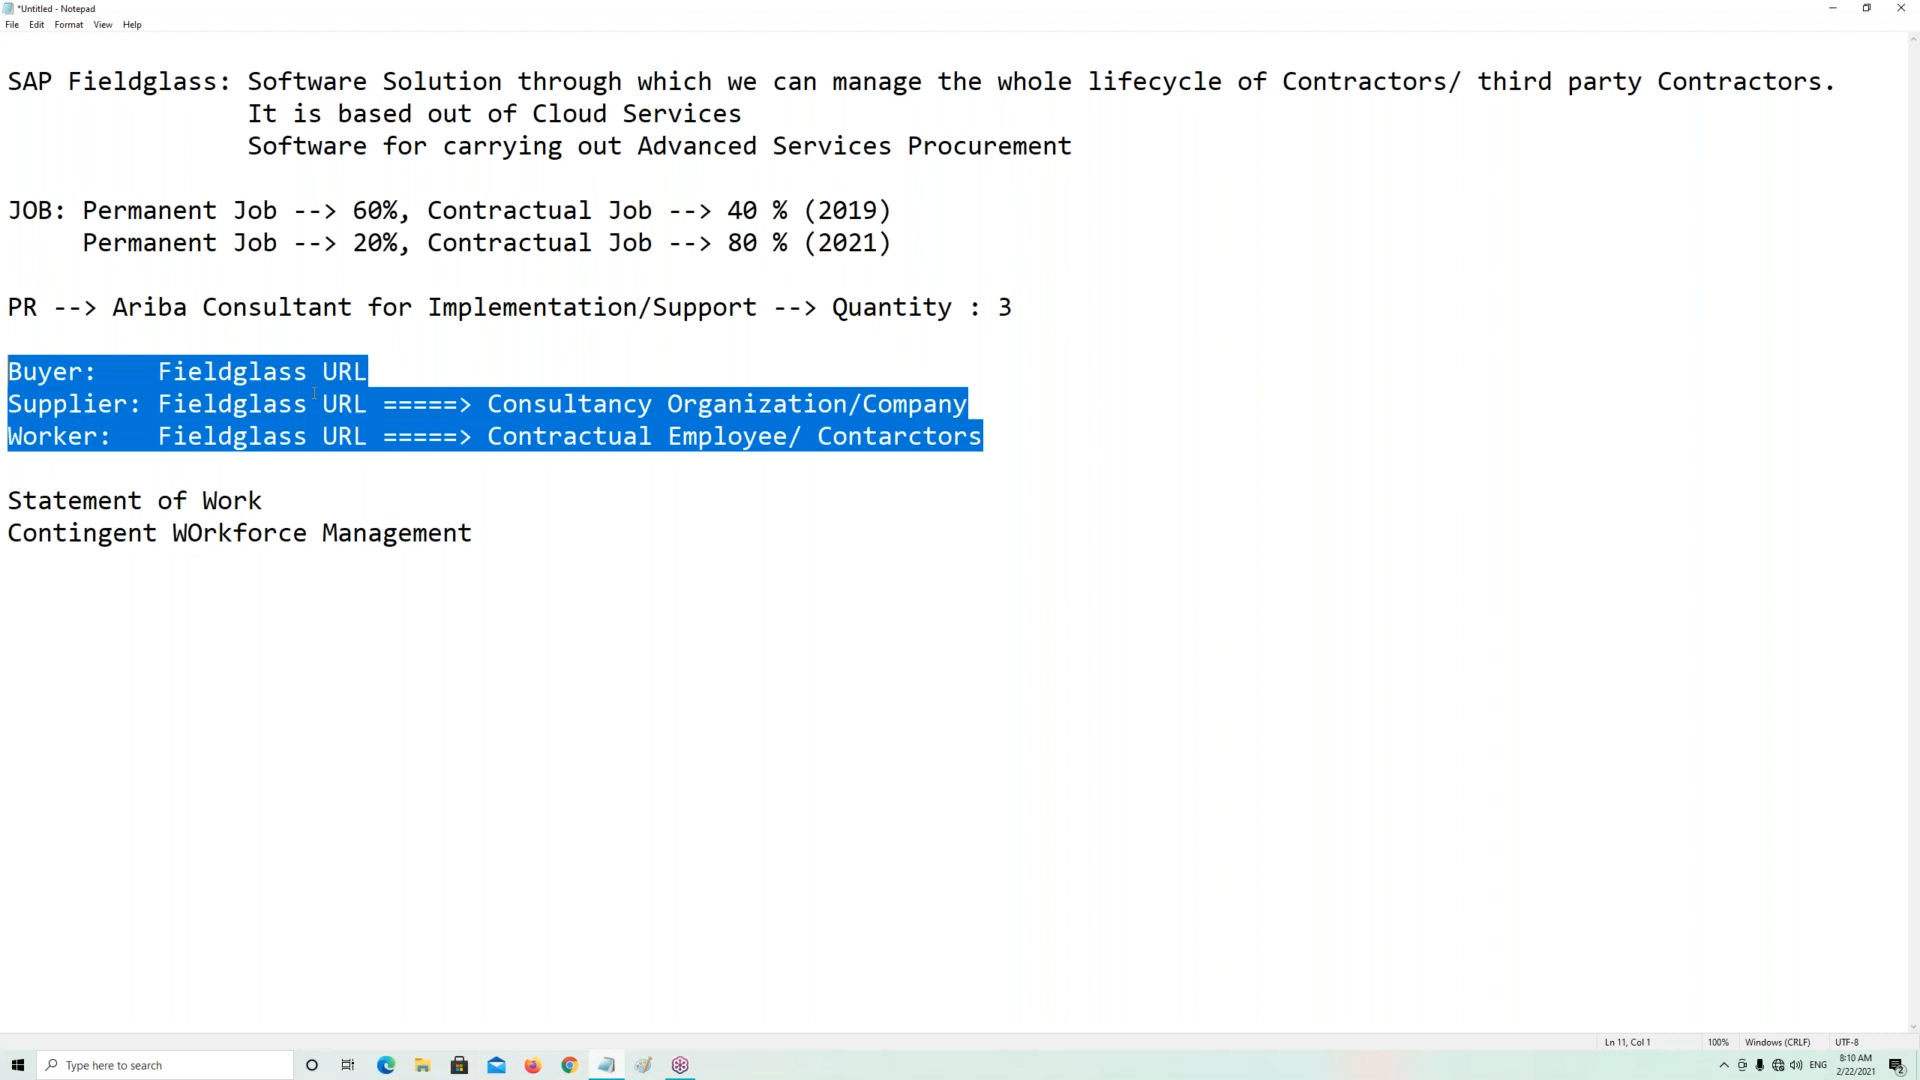 *Untitled - Notepad
File Edit Format View Help
SAP Fieldglass: Software Solution through which we can manage the whole lifecycle of Contractors/ third party Contractors.
It is based out of Cloud Services
Software for carrying out Advanced Services Procurement
JOB: Permanent Job --> 60%, Contractual Job --> 40 % (2019)
Permanent Job --> 20%, Contractual Job --> 80 % (2021)
PR --> Ariba Consultant for Implementation/Support --> Quantity : 3
Buyer: Fieldglass URL
Supplier: Fieldglass URL =====> Consultancy Organization/Company
Worker: Fieldglass URL =====> Contractual Employee/ Contarctors
Statement of Work
Contingent WOrkforce Management
Ln 11, Col 1 100% Windows (CRLF) UTF-8
Type here to search ENG 8:10 AM 2
2/22/2021